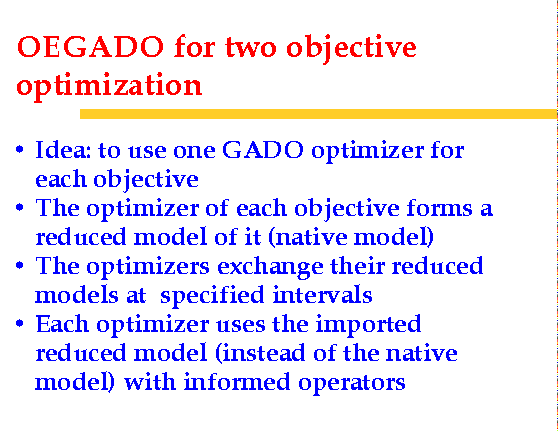 OEGADO for two objective
optimization
• Idea: to use one GADO optimizer for
each objective
• The optimizer of each objective forms a
reduced model of it (native model)
• The optimizers exchange their reduced
models at  specified intervals
• Each optimizer uses the imported
reduced model (instead of the native
model) with informed operators